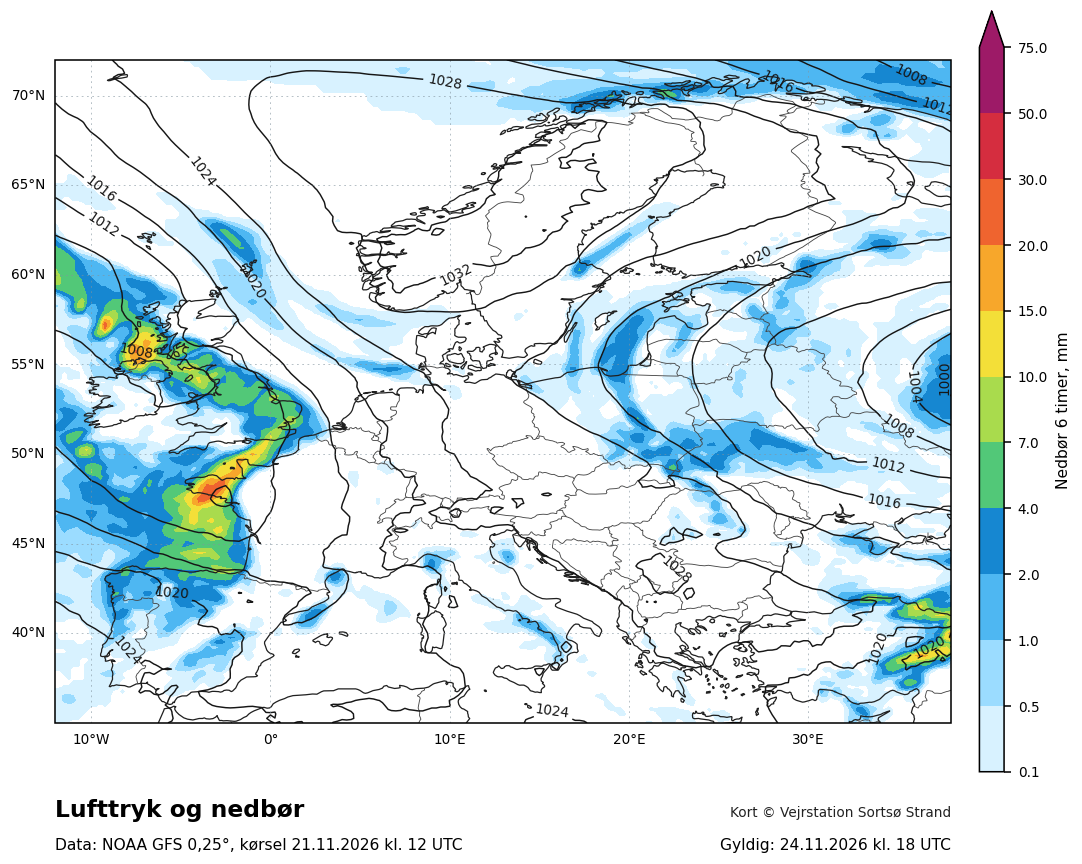 1028
1016
1008
1012
1024
1016
1012
1020
1032
1020
1008
1000
1004
1008
1012
1016
1028
1020
1024
1020
1020
1024
70°N
65°N
60°N
55°N
50°N
45°N
40°N
10°W
0°
10°E
20°E
30°E
75.0
50.0
30.0
20.0
15.0
10.0
7.0
4.0
2.0
1.0
0.5
0.1
Nedbør 6 timer, mm
Lufttryk og nedbør
Kort © Vejrstation Sortsø Strand
Data: NOAA GFS 0,25°, kørsel 21.11.2026 kl. 12 UTC
Gyldig: 24.11.2026 kl. 18 UTC